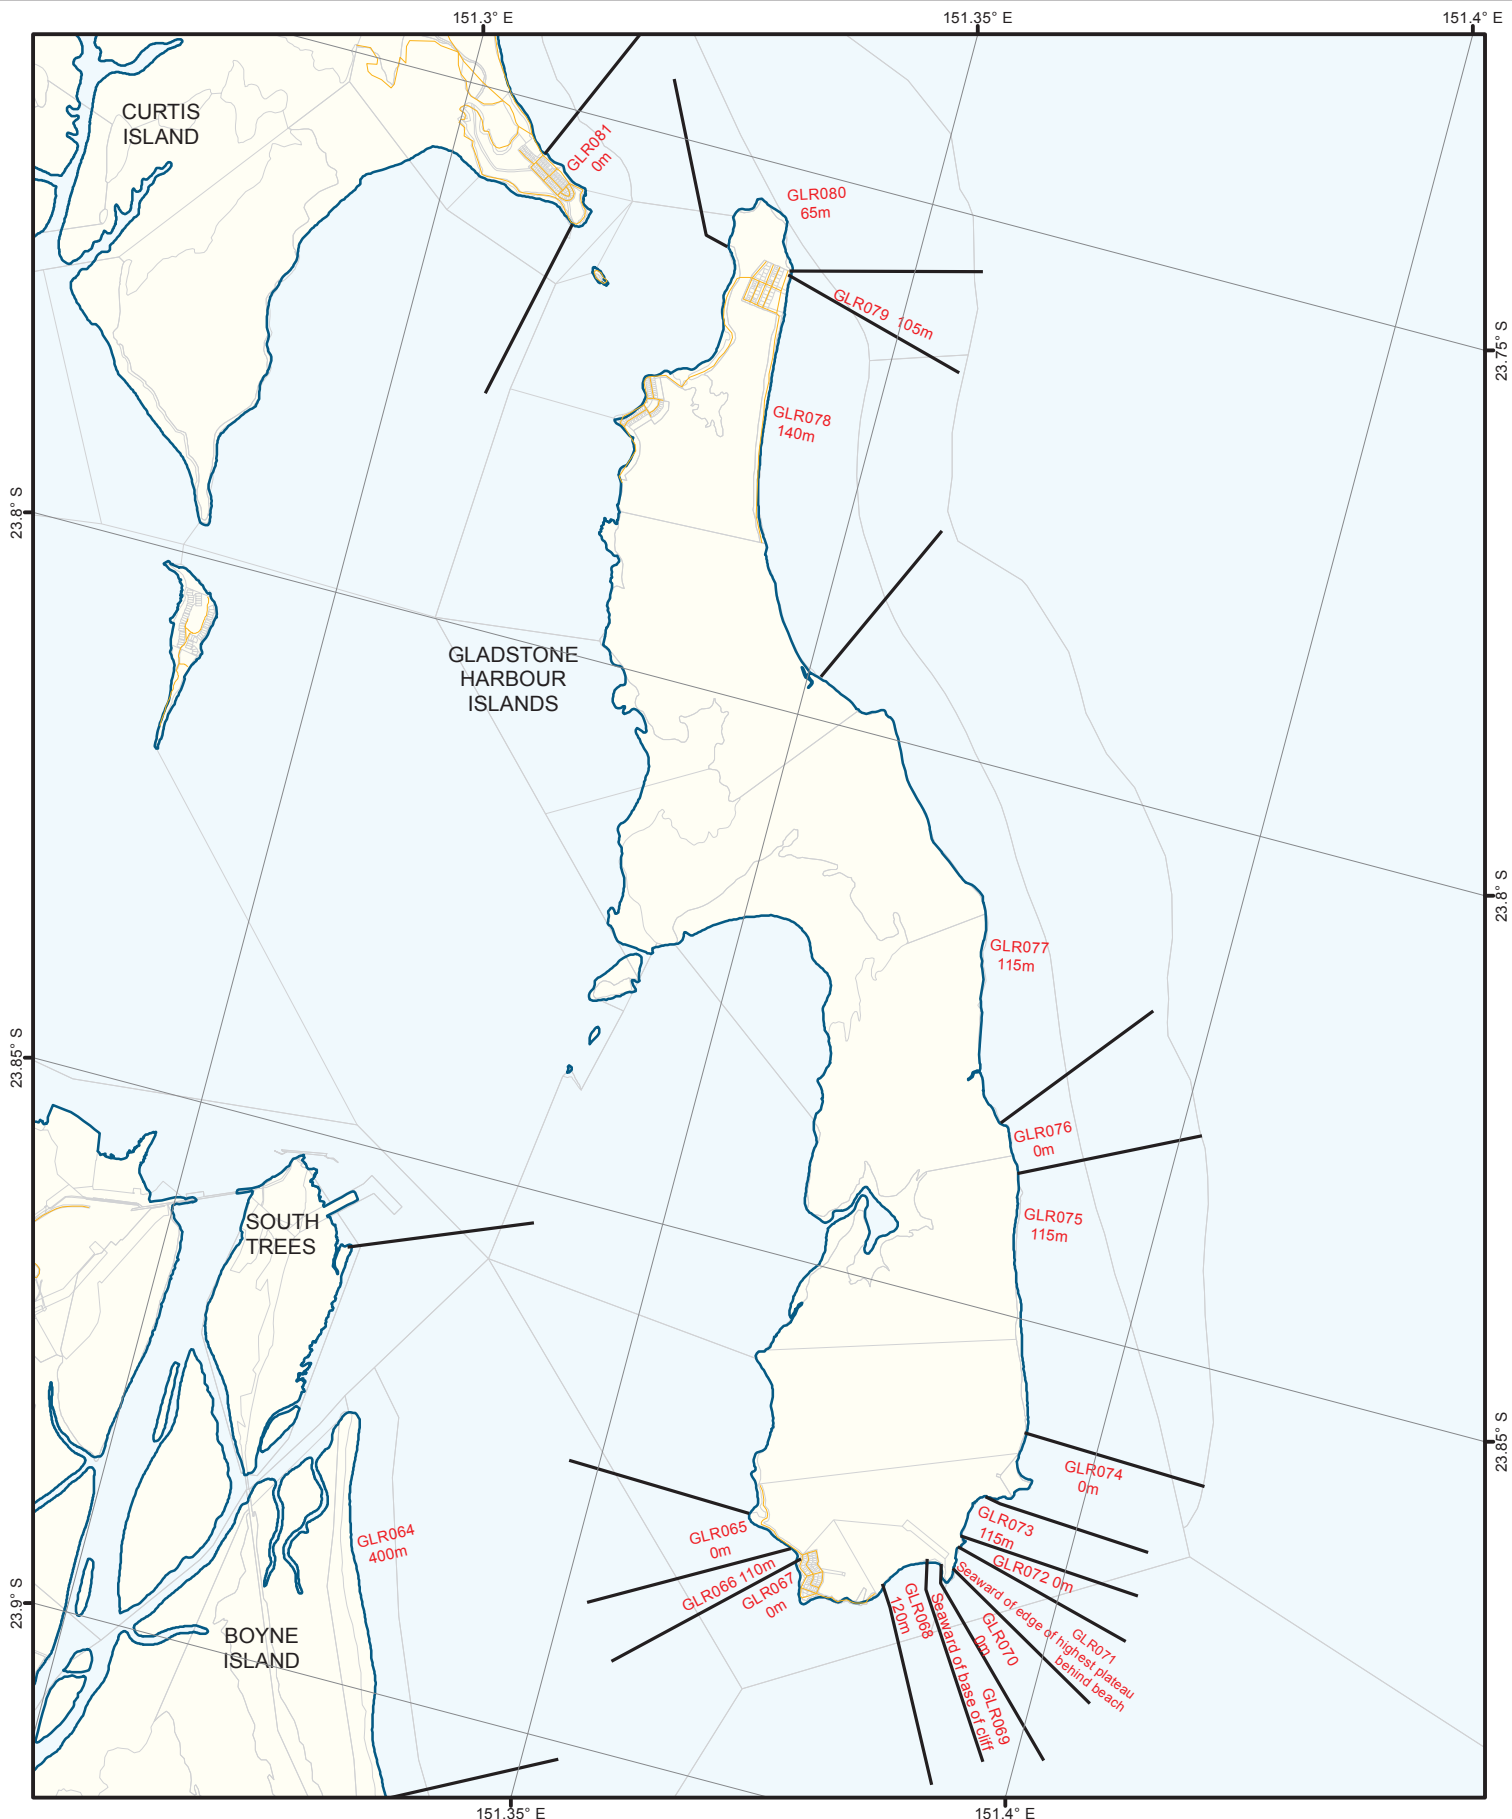 151.3° E
151.35° E
151.4° E
CURTIS
ISLAND
GLR081
0m
GLR080
65m
GLR079 105m
23.75° S
GLR078
140m
23.8° S
GLADSTONE
HARBOUR
ISLANDS
23.8° S
GLR077
115m
23.85° S
GLR076
0m
SOUTH
TREES
GLR075
115m
23.85° S
GLR074
0m
GLR073
115m
GLR064
400m
GLR065
0m
GLR066 110m
GLR067
0m
GLR072 0m
GLR071
Seaward of edge of highest plateau
behind beach
GLR070
0m
GLR069
Seaward of base of cliff
GLR068
120m
23.9° S
BOYNE
ISLAND
151.35° E
151.4° E